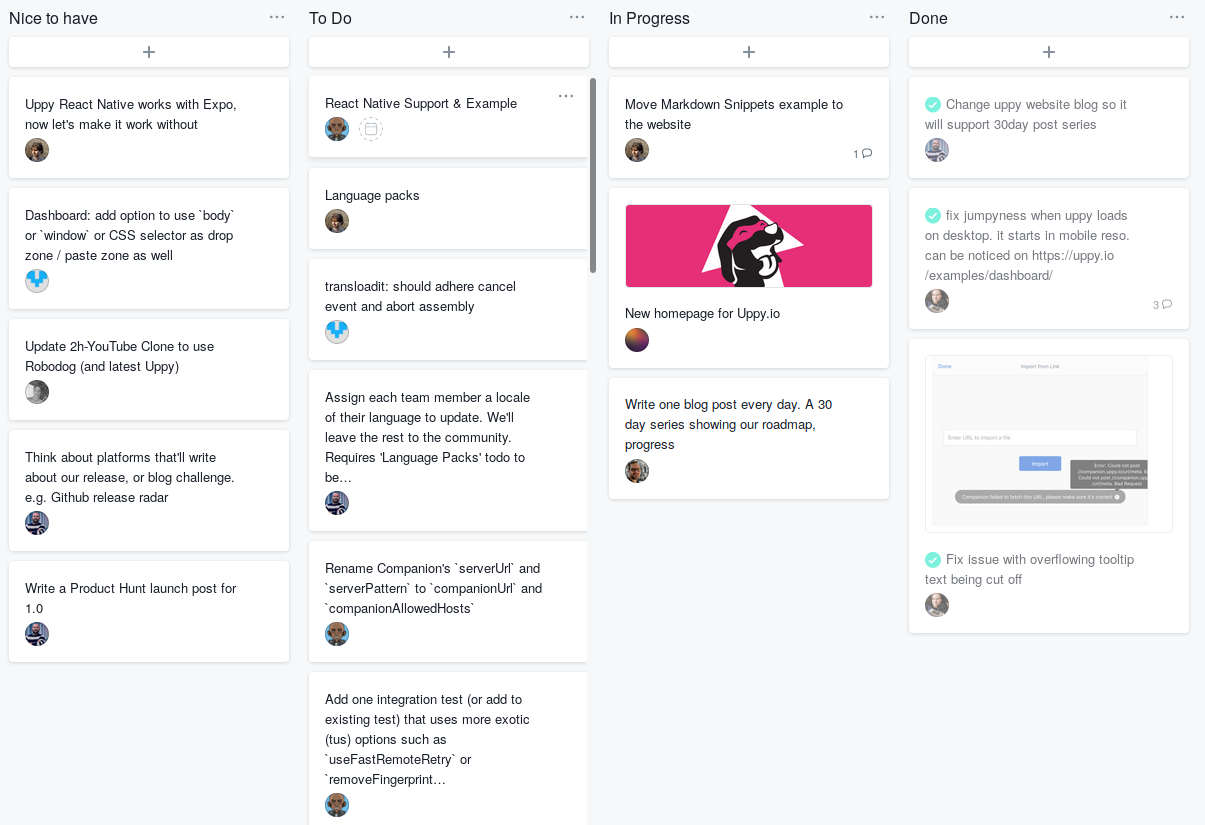 Nice to have
Uppy React Native works with Expo,
now let's make it work without
Dashboard: add option to use `body`
or `window` or CSS selector as drop
zone / paste zone as well
Update 2h-YouTube Clone to use
Robodog (and latest Uppy)
Think about platforms that'll write
about our release, or blog challenge.
e.g. Github release radar
Write a Product Hunt launch post for
1.0
To Do
React Native Support & Example
Language packs
transloadit: should adhere cancel
event and abort assembly
Assign each team member a locale
of their language to update. We'll
leave the rest to the community.
Requires 'Language Packs' todo to
be…
Rename Companion's `serverUrl` and
`serverPattern` to `companionUrl` and
`companionAllowedHosts`
Add one integration test (or add to
existing test) that uses more exotic
(tus) options such as
`useFastRemoteRetry` or
`removeFingerprint…
In Progress
Move Markdown Snippets example to
the website
1
New homepage for Uppy.io
Write one blog post every day. A 30
day series showing our roadmap,
progress
Done
Change uppy website blog so it
will support 30day post series
fix jumpyness when uppy loads
on desktop. it starts in mobile reso.
can be noticed on https://uppy.io
/examples/dashboard/
3
Done
Import from Link
Enter URL to import a file
Import
Error: Could not post
//companion.uppy.io/url/meta. E
Could not post //companion.upp
/url/meta. Bad Request
Companion failed to fetch this URL, please make sure it's correct
Fix issue with overflowing tooltip
text being cut off